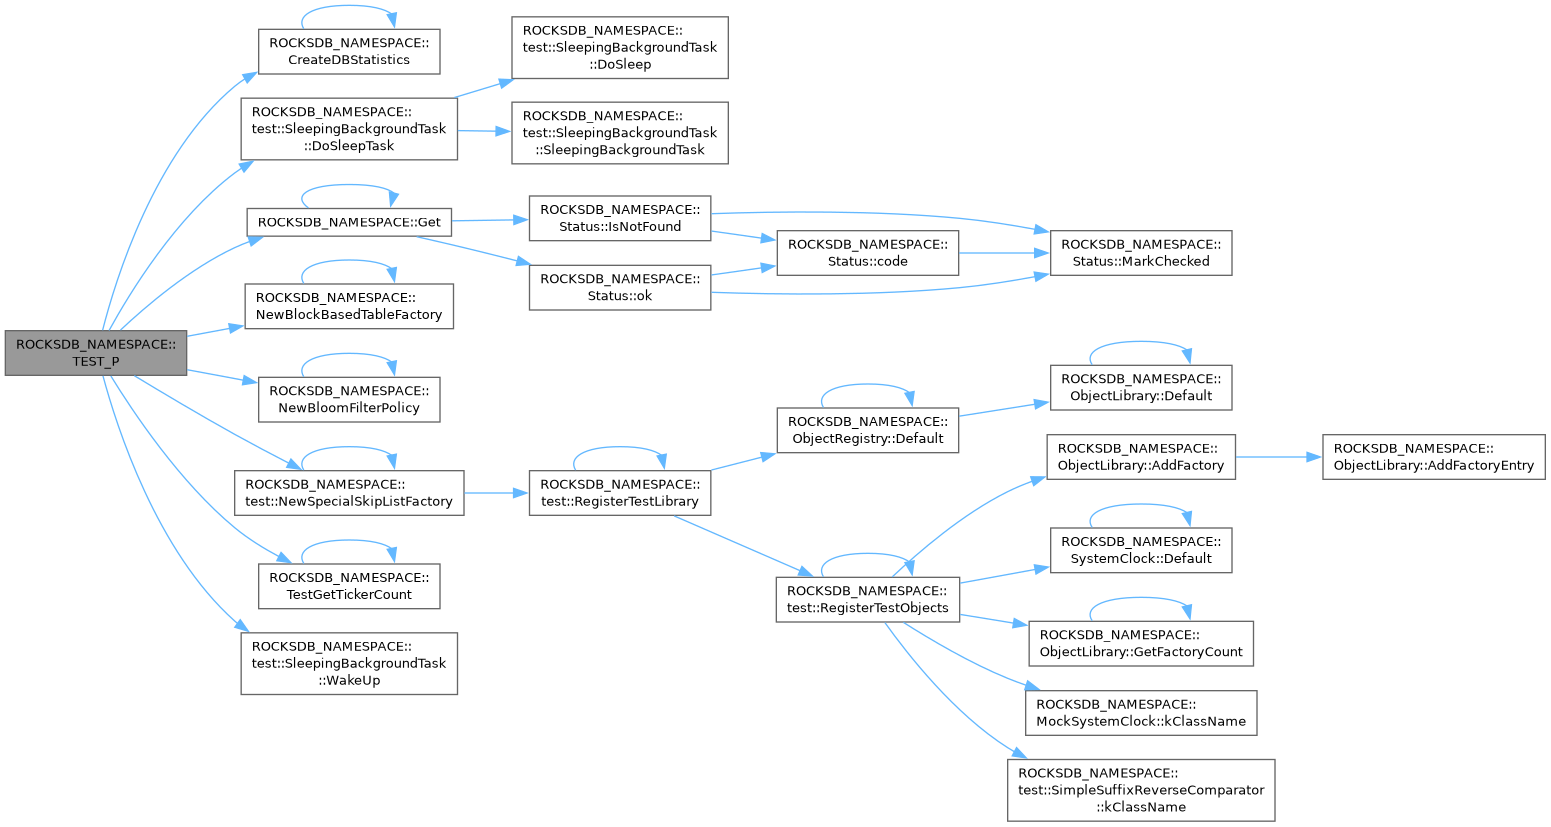 ROCKSDB_NAMESPACE::
TEST_P
ROCKSDB_NAMESPACE::
CreateDBStatistics
ROCKSDB_NAMESPACE::
test::SleepingBackgroundTask
::DoSleepTask
ROCKSDB_NAMESPACE::
test::SleepingBackgroundTask
::DoSleep
ROCKSDB_NAMESPACE::
test::SleepingBackgroundTask
::SleepingBackgroundTask
ROCKSDB_NAMESPACE::Get
ROCKSDB_NAMESPACE::
Status::IsNotFound
ROCKSDB_NAMESPACE::
Status::ok
ROCKSDB_NAMESPACE::
Status::code
ROCKSDB_NAMESPACE::
Status::MarkChecked
ROCKSDB_NAMESPACE::
NewBlockBasedTableFactory
ROCKSDB_NAMESPACE::
NewBloomFilterPolicy
ROCKSDB_NAMESPACE::
test::NewSpecialSkipListFactory
ROCKSDB_NAMESPACE::
test::RegisterTestLibrary
ROCKSDB_NAMESPACE::
ObjectRegistry::Default
ROCKSDB_NAMESPACE::
ObjectLibrary::Default
ROCKSDB_NAMESPACE::
test::RegisterTestObjects
ROCKSDB_NAMESPACE::
ObjectLibrary::AddFactory
ROCKSDB_NAMESPACE::
ObjectLibrary::AddFactoryEntry
ROCKSDB_NAMESPACE::
SystemClock::Default
ROCKSDB_NAMESPACE::
ObjectLibrary::GetFactoryCount
ROCKSDB_NAMESPACE::
MockSystemClock::kClassName
ROCKSDB_NAMESPACE::
test::SimpleSuffixReverseComparator
::kClassName
ROCKSDB_NAMESPACE::
TestGetTickerCount
ROCKSDB_NAMESPACE::
test::SleepingBackgroundTask
::WakeUp